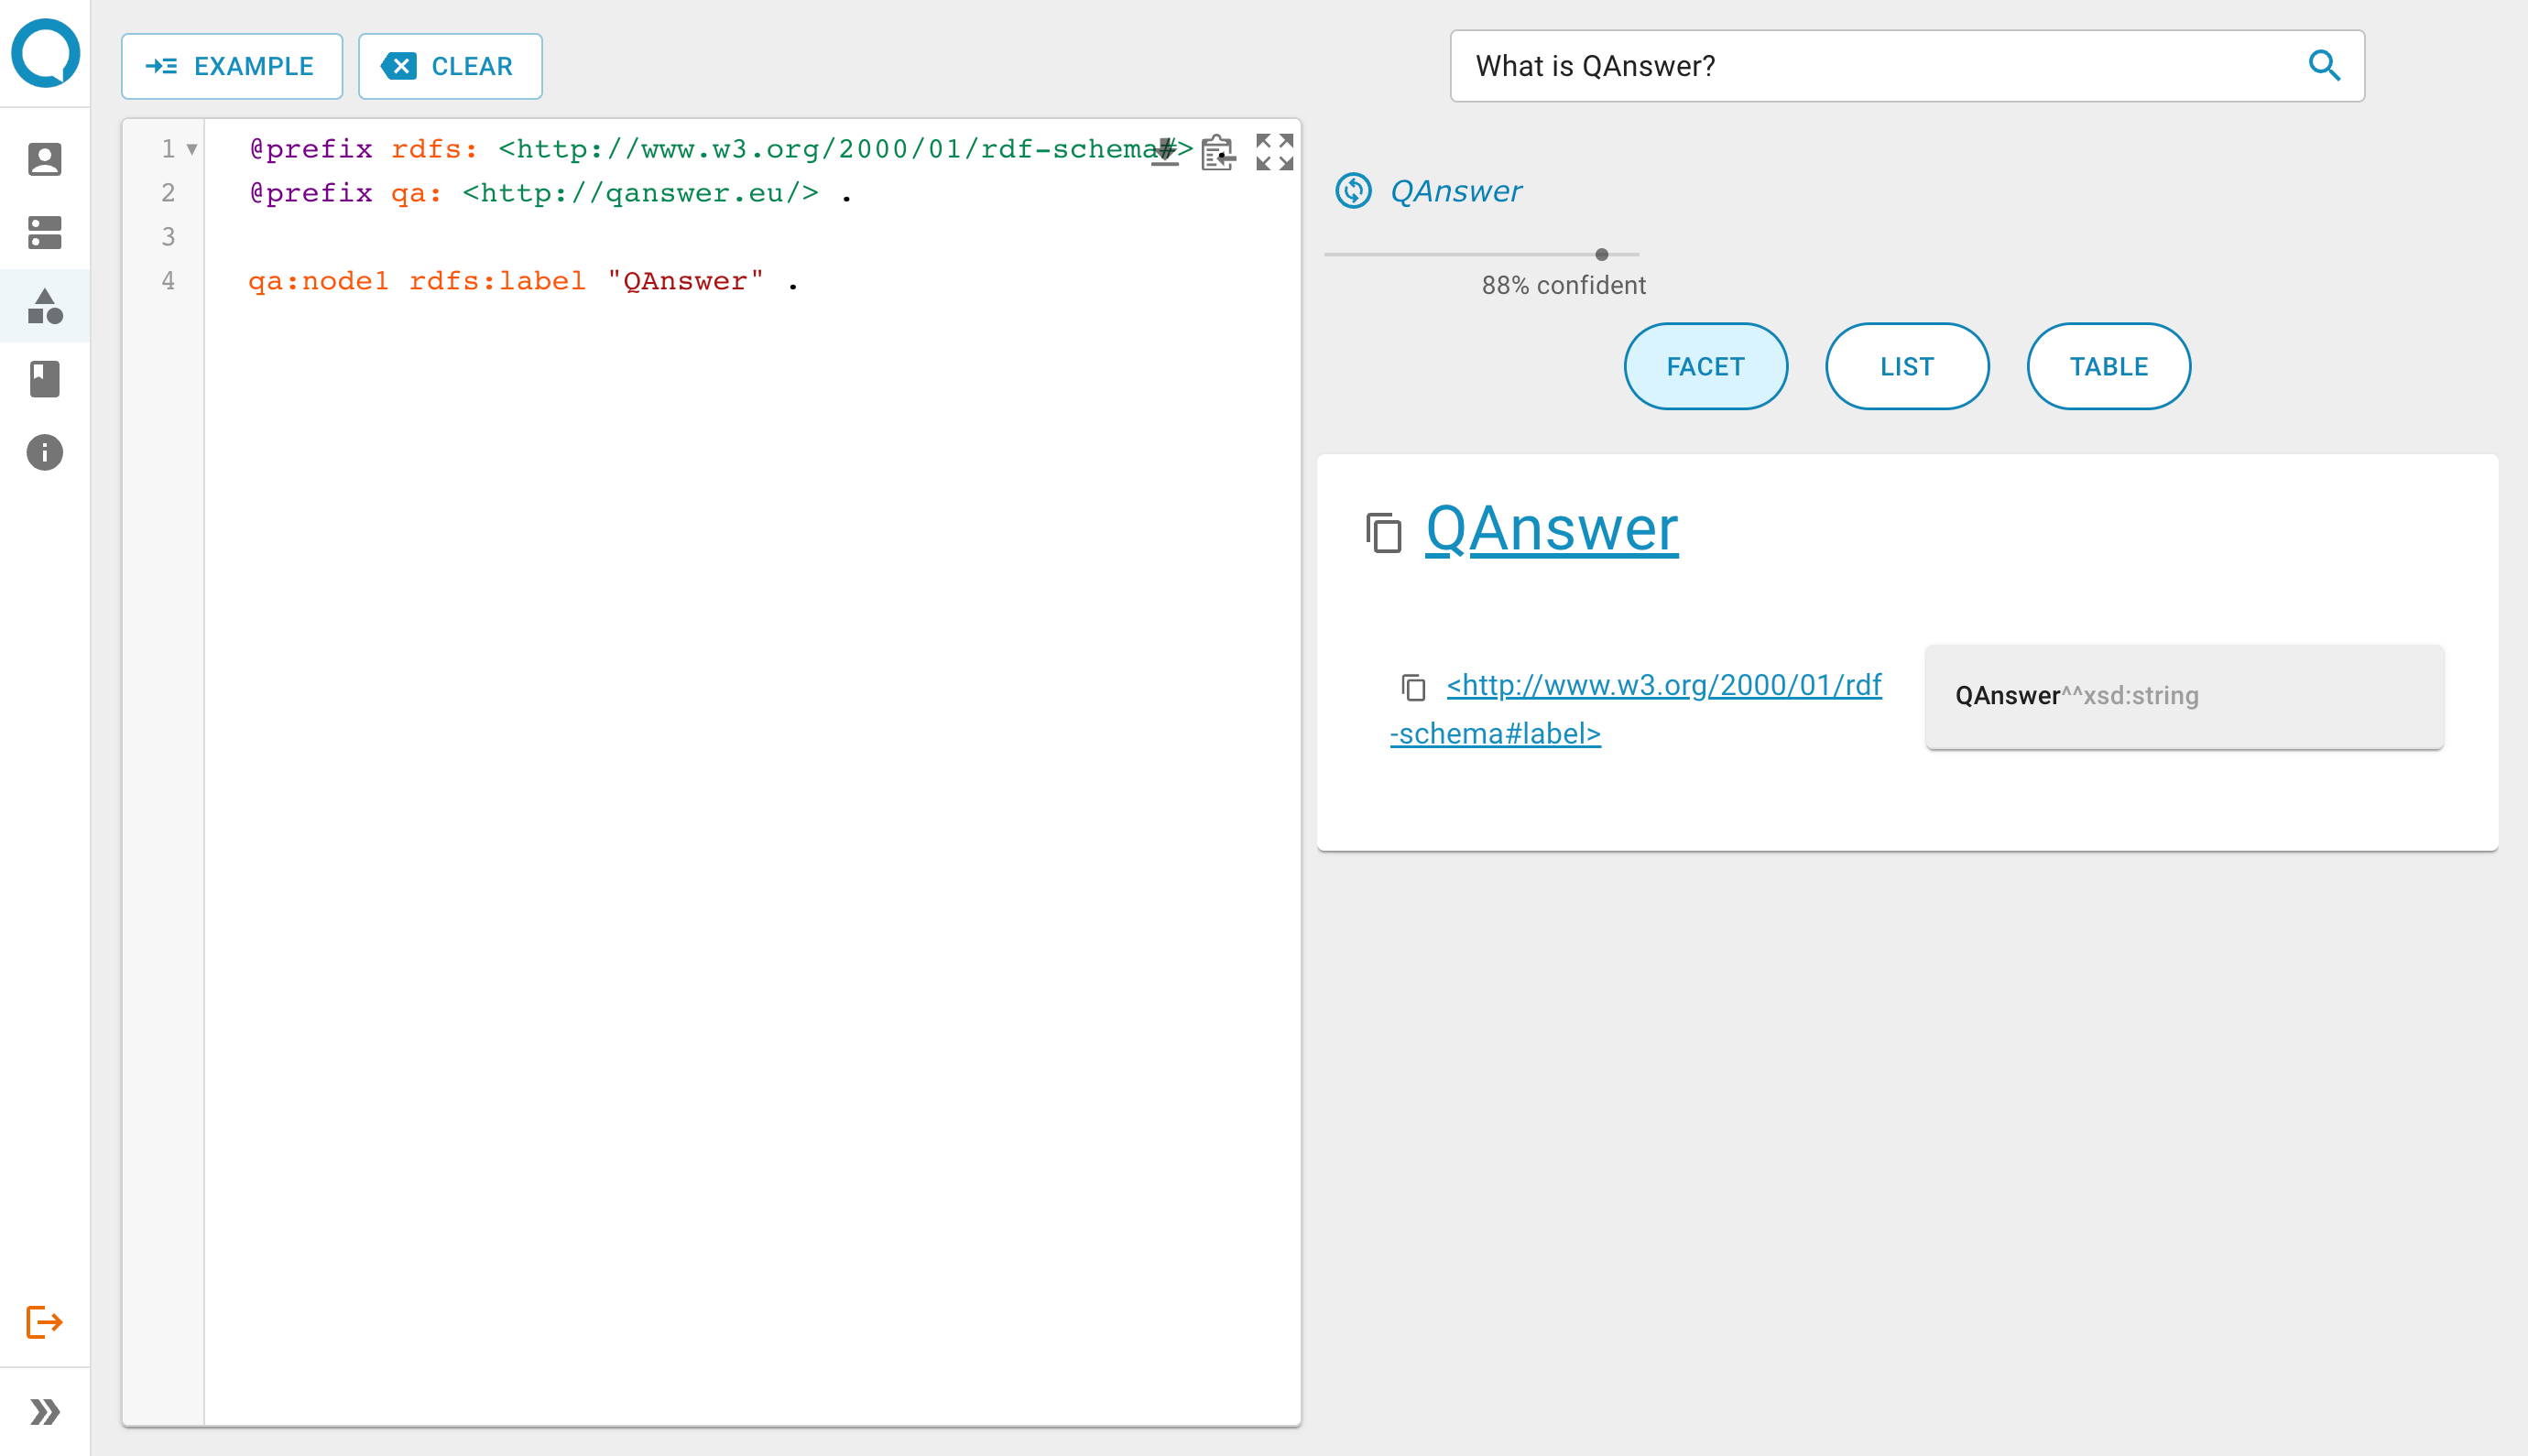 EXAMPLE
CLEAR
What is QAnswer?
1 @prefix rdfs: <http://www.w3.org/2000/01/rdf-schema#> .
2 @prefix qa: <http://qanswer.eu/> .
3
4 qa:node1 rdfs:label "QAnswer" .
QAnswer
88% confident
FACET
LIST
TABLE
QAnswer
<http://www.w3.org/2000/01/rdf
-schema#label>
QAnswer^^xsd:string